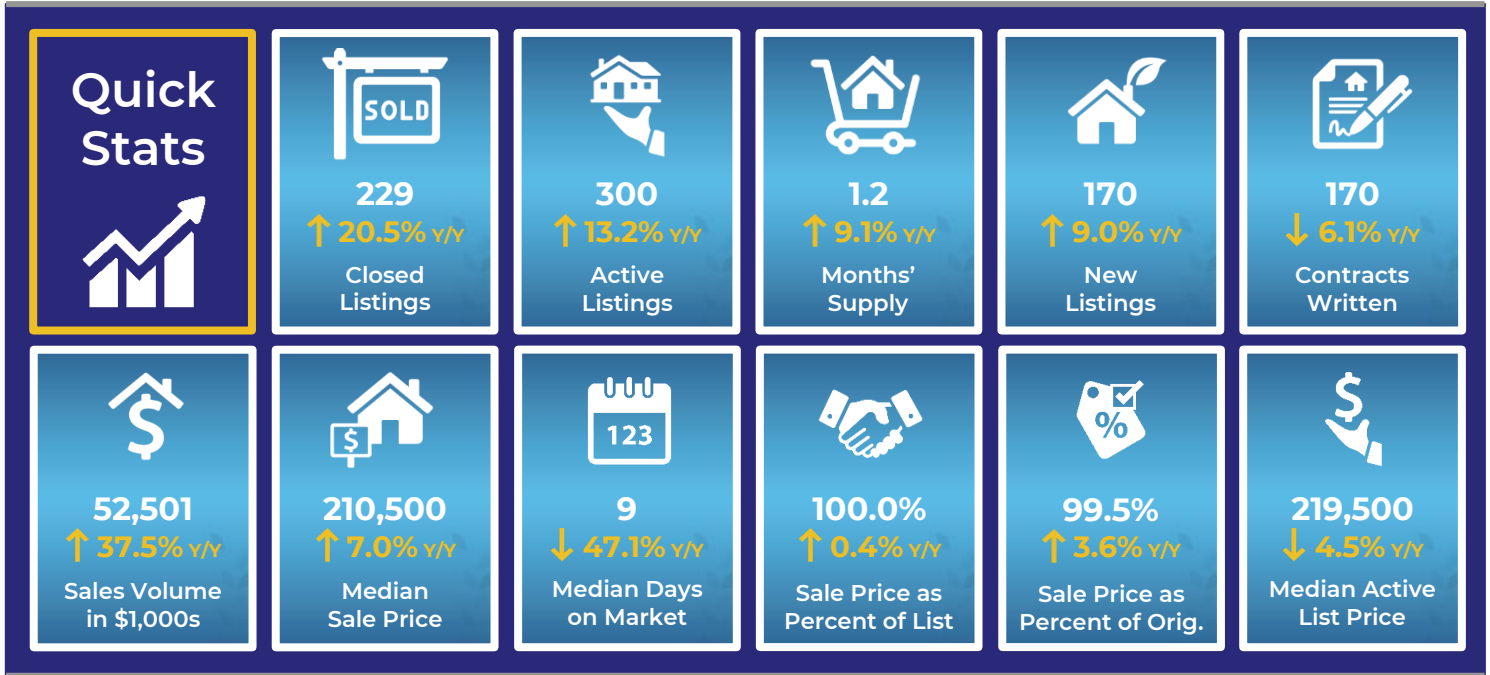 Quick
Stats
SOLD
229
↑ 20.5% Y/Y
Closed
Listings
300
↑ 13.2% Y/Y
Active
Listings
1.2
↑ 9.1% Y/Y
Months’
Supply
170
↑ 9.0% Y/Y
New
Listings
170
↓ 6.1% Y/Y
Contracts
Written
$
52,501
↑ 37.5% Y/Y
Sales Volume
in $1,000s
$
210,500
↑ 7.0% Y/Y
Median
Sale Price
123
9
↓ 47.1% Y/Y
Median Days
on Market
100.0%
↑ 0.4% Y/Y
Sale Price as
Percent of List
%
99.5%
↑ 3.6% Y/Y
Sale Price as
Percent of Orig.
$
219,500
↓ 4.5% Y/Y
Median Active
List Price